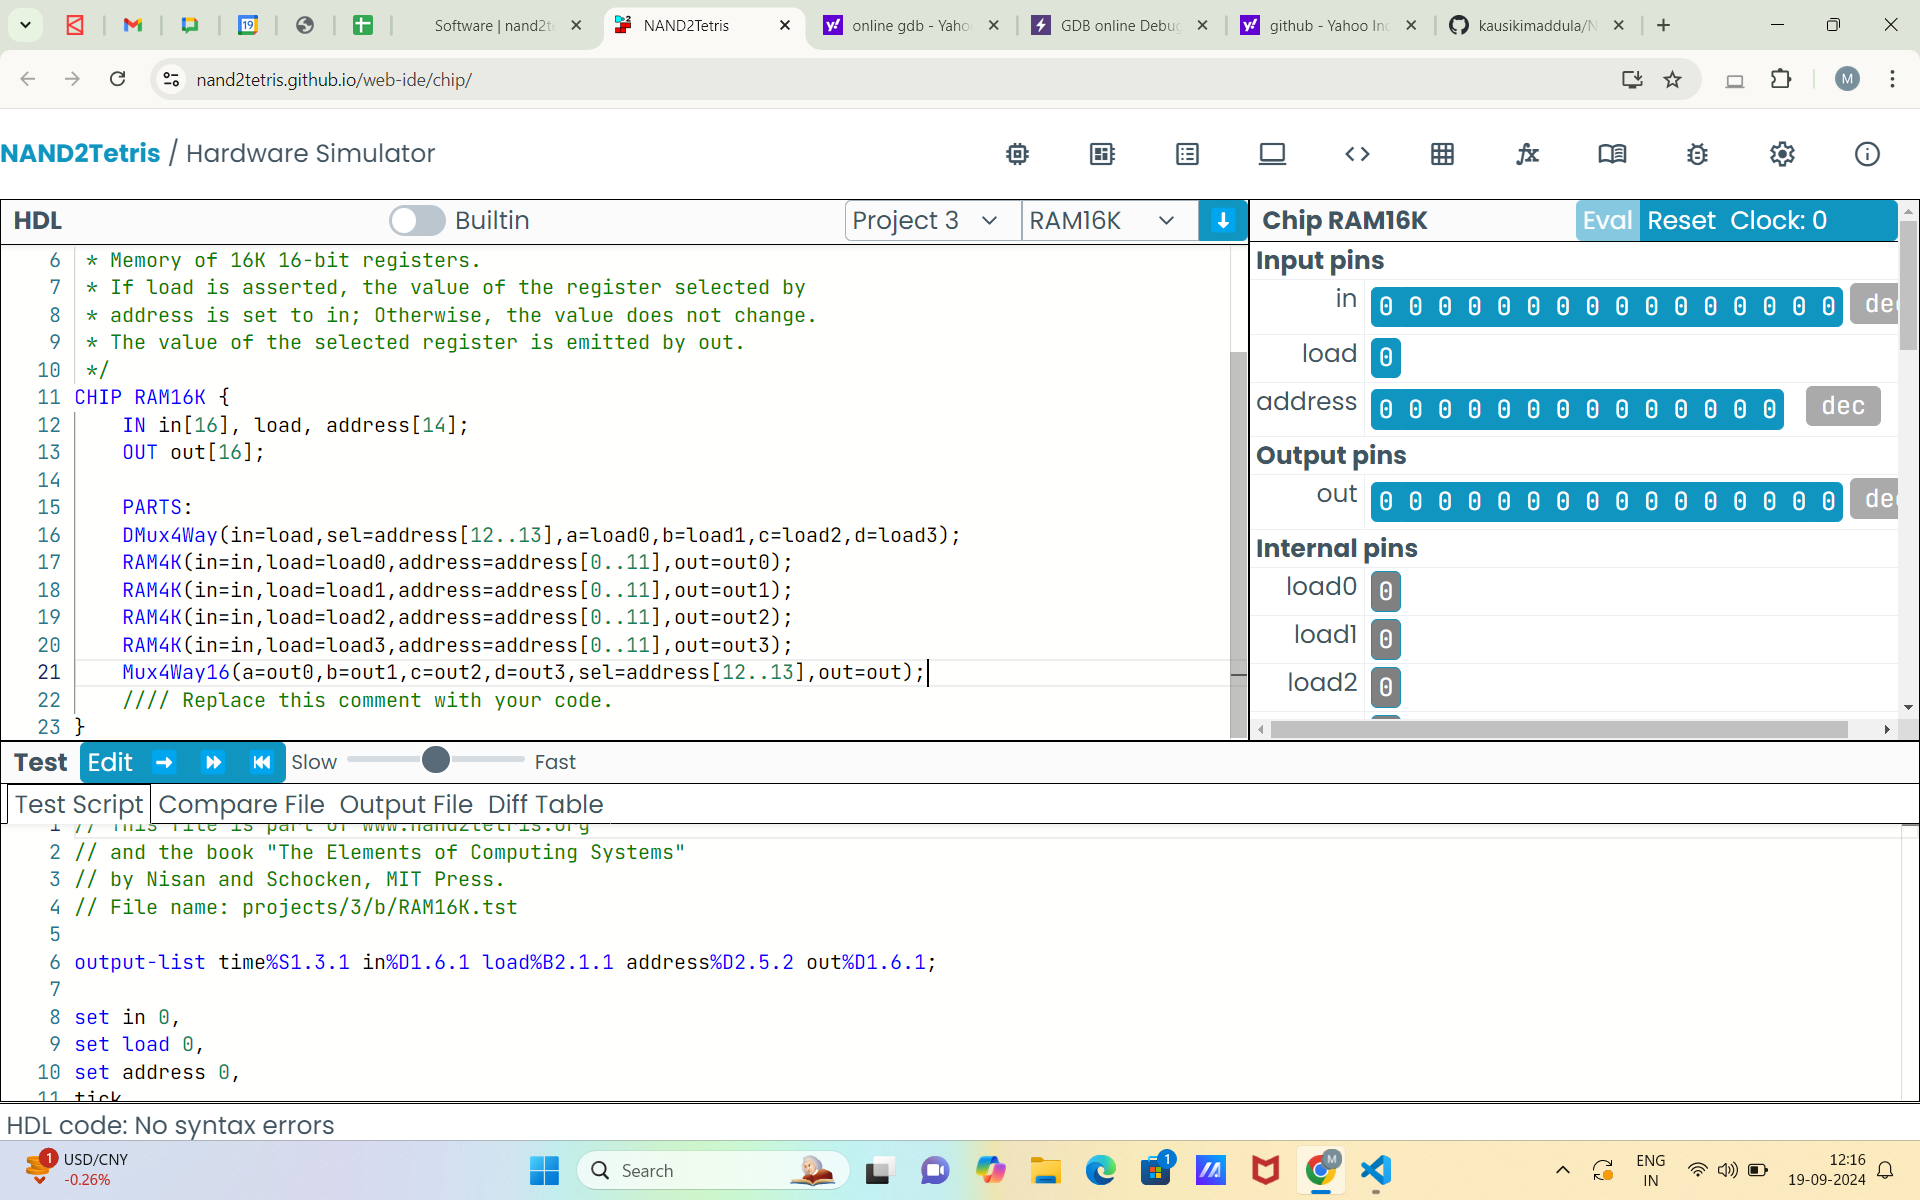 Software | nand2te
NAND2Tetris
online gdb - Yaho
GDB online Debug
github - Yahoo Inc
kausikimaddula/N
nand2tetris.github.io/web-ide/chip/
M
NAND2Tetris / Hardware Simulator
HDL
Builtin
Project 3
RAM16K
6 * Memory of 16K 16-bit registers.
7 * If load is asserted, the value of the register selected by
8 * address is set to in; Otherwise, the value does not change.
9 * The value of the selected register is emitted by out.
10 */
11 CHIP RAM16K {
12 IN in[16], load, address[14];
13 OUT out[16];
14
15 PARTS:
16 DMux4Way(in=load,sel=address[12..13],a=load0,b=load1,c=load2,d=load3);
17 RAM4K(in=in,load=load0,address=address[0..11],out=out0);
18 RAM4K(in=in,load=load1,address=address[0..11],out=out1);
19 RAM4K(in=in,load=load2,address=address[0..11],out=out2);
20 RAM4K(in=in,load=load3,address=address[0..11],out=out3);
21 Mux4Way16(a=out0,b=out1,c=out2,d=out3,sel=address[12..13],out=out);
22 //// Replace this comment with your code.
23 }
Chip RAM16K
Eval Reset Clock: 0
Input pins
in 0 0 0 0 0 0 0 0 0 0 0 0 0 0 0 0 dec
load 0
address 0 0 0 0 0 0 0 0 0 0 0 0 0 0 dec
Output pins
out 0 0 0 0 0 0 0 0 0 0 0 0 0 0 0 0 dec
Internal pins
load0 0
load1 0
load2 0
Test Edit Slow Fast
Test Script Compare File Output File Diff Table
1 // This file is part of www.nand2tetris.org
2 // and the book "The Elements of Computing Systems"
3 // by Nisan and Schocken, MIT Press.
4 // File name: projects/3/b/RAM16K.tst
5
6 output-list time%S1.3.1 in%D1.6.1 load%B2.1.1 address%D2.5.2 out%D1.6.1;
7
8 set in 0,
9 set load 0,
10 set address 0,
11 tick
HDL code: No syntax errors
1
USD/CNY
-0.26%
Search
1
M
ENG
IN
12:16
19-09-2024